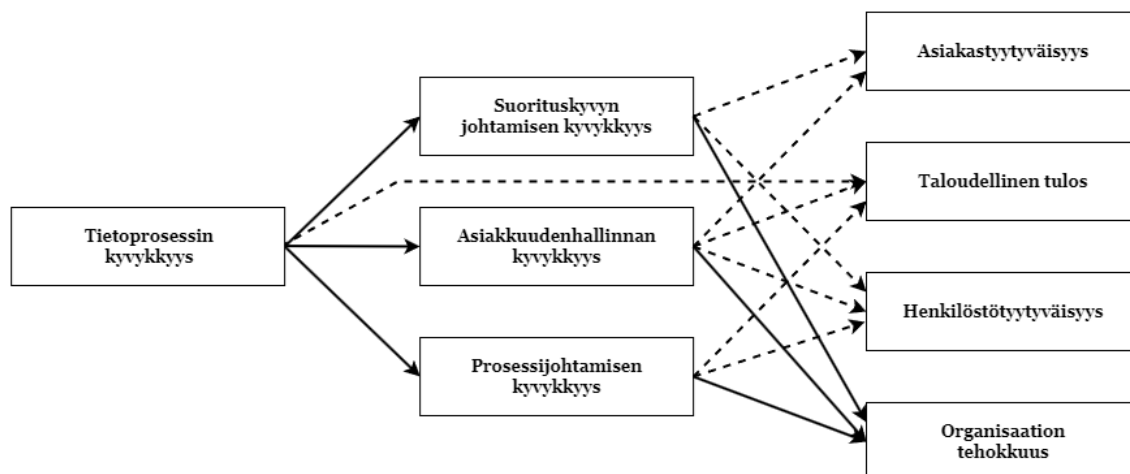 Tietoprosessin
kyvykkyys
Suorituskyvyn
johtamisen kyvykkyys
Asiakkuudenhallinnan
kyvykkyys
Prosessijohtamisen
kyvykkyys
Asiakastyytyväisyys
Taloudellinen tulos
Henkilöstötyytyväisyys
Organisaation
tehokkuus